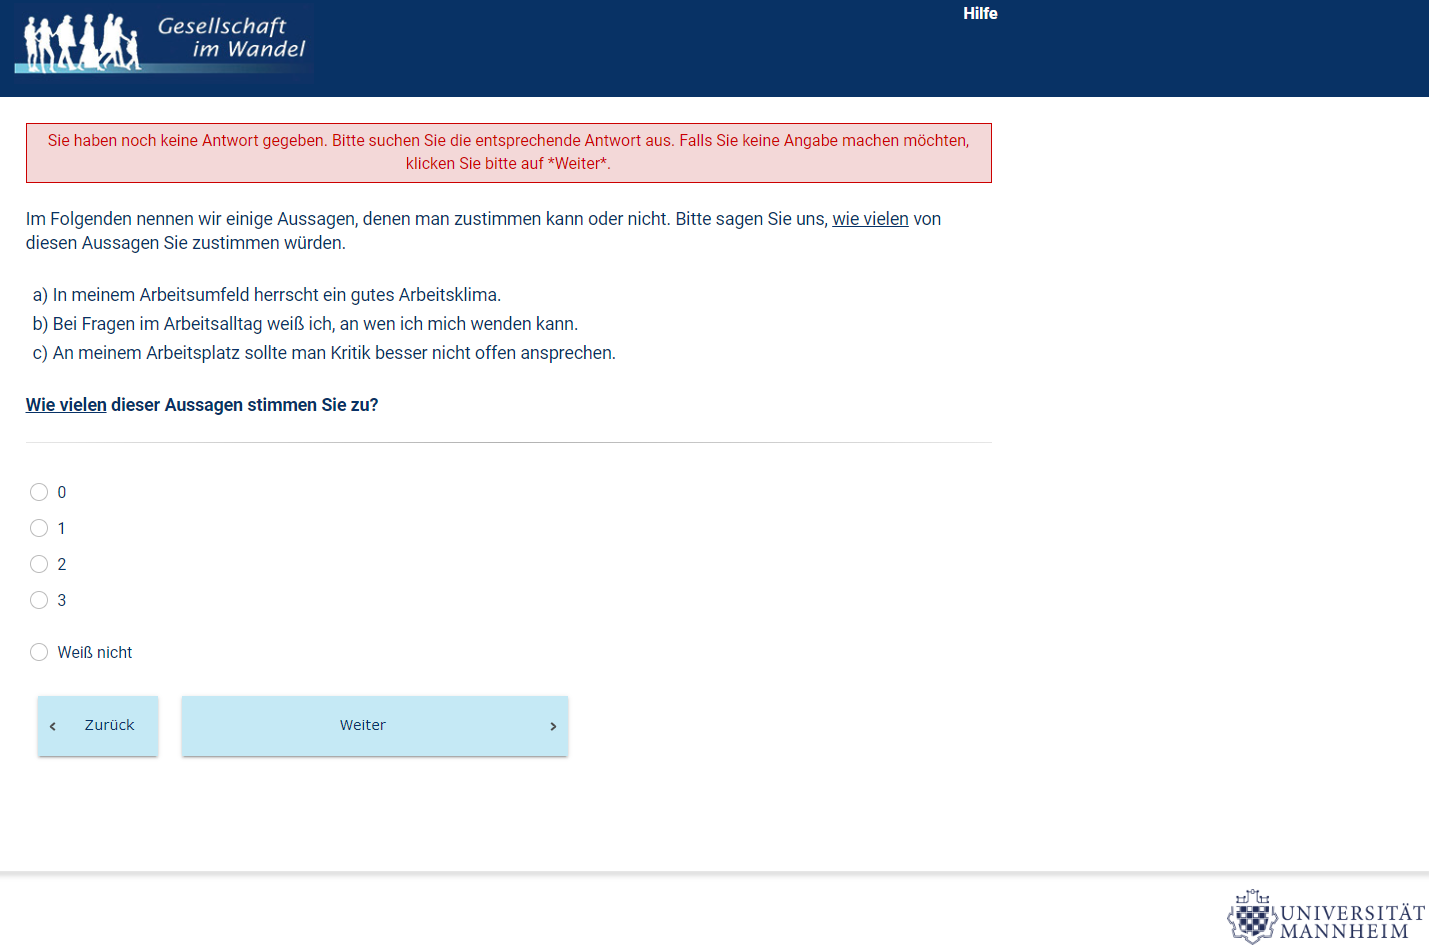 Gesellschaft
im Wandel
Hilfe
Sie haben noch keine Antwort gegeben. Bitte suchen Sie die entsprechende Antwort aus. Falls Sie keine Angabe machen möchten,
klicken Sie bitte auf *Weiter*.
Im Folgenden nennen wir einige Aussagen, denen man zustimmen kann oder nicht. Bitte sagen Sie uns, wie vielen von
diesen Aussagen Sie zustimmen würden.
a) In meinem Arbeitsumfeld herrscht ein gutes Arbeitsklima.
b) Bei Fragen im Arbeitsalltag weiß ich, an wen ich mich wenden kann.
c) An meinem Arbeitsplatz sollte man Kritik besser nicht offen ansprechen.
Wie vielen dieser Aussagen stimmen Sie zu?
0
1
2
3
Weiß nicht
‹ Zurück
Weiter ›
UNIVERSITÄT
MANNHEIM